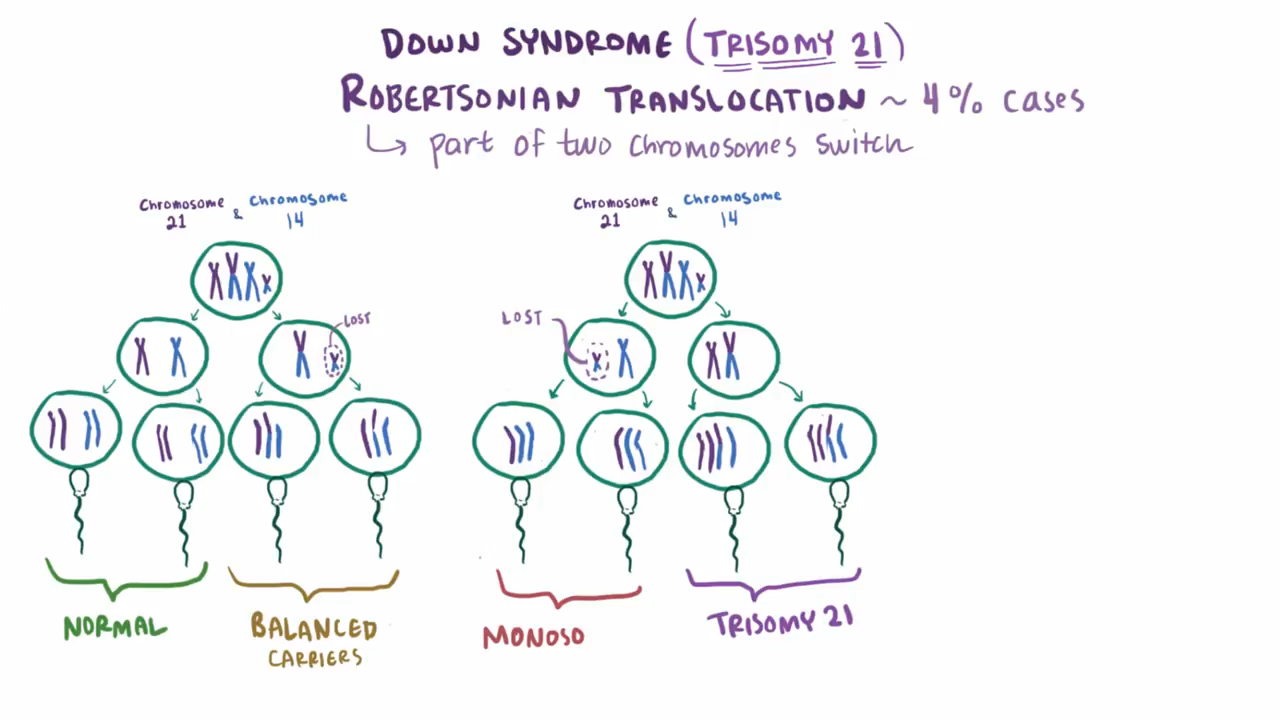 DOWN SYNDROME (TRISOMY 21)
ROBERTSONIAN TRANSLOCATION ~ 4% cases
part of two chromosomes switch
Chromosome 21 & Chromosome 14
Chromosome 21 & Chromosome 14
LOST
LOST
NORMAL
BALANCED
CARRIERS
MONOSO
TRISOMY 21